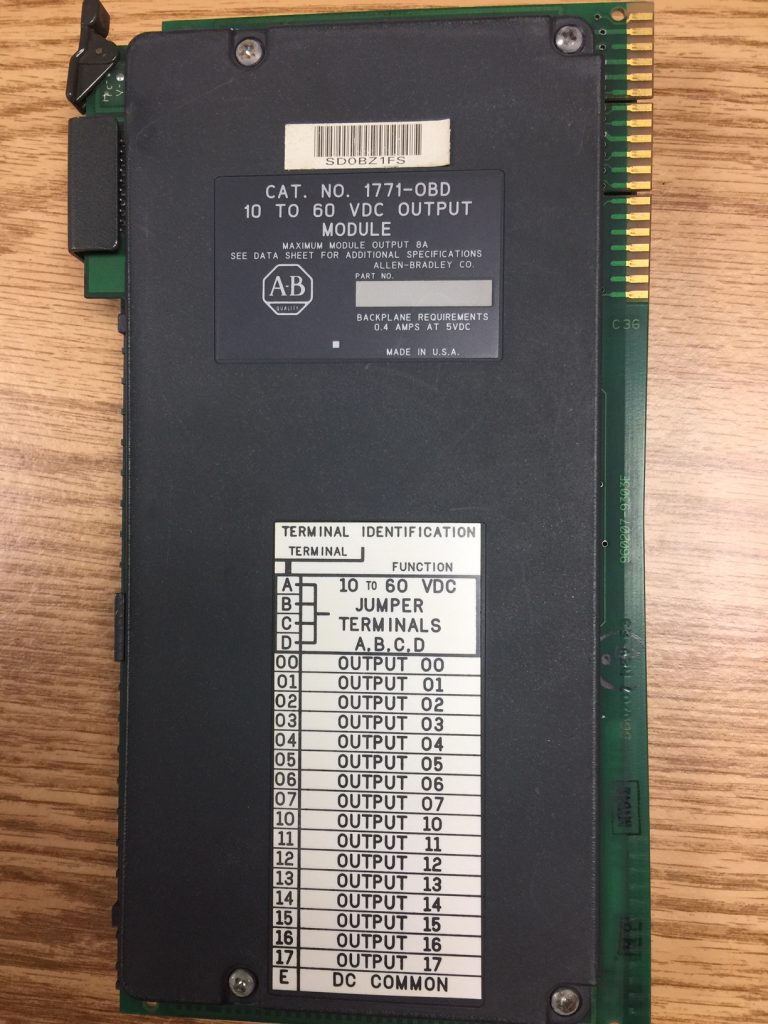 SD0BZ1FS
CAT. NO. 1771-OBD
10 TO 60 VDC OUTPUT
MODULE
MAXIMUM MODULE OUTPUT 8A
SEE DATA SHEET FOR ADDITIONAL SPECIFICATIONS
ALLEN-BRADLEY CO.
PART NO.
A-B
QUALITY
BACKPLANE REQUIREMENTS
0.4 AMPS AT 5VDC
MADE IN U.S.A.
C36
960207-9303E
TERMINAL IDENTIFICATION
TERMINAL
FUNCTION
A 10 TO 60 VDC
B JUMPER
C TERMINALS
D A,B,C,D
00 OUTPUT 00
01 OUTPUT 01
02 OUTPUT 02
03 OUTPUT 03
04 OUTPUT 04
05 OUTPUT 05
06 OUTPUT 06
07 OUTPUT 07
10 OUTPUT 10
11 OUTPUT 11
12 OUTPUT 12
13 OUTPUT 13
14 OUTPUT 14
15 OUTPUT 15
16 OUTPUT 16
17 OUTPUT 17
E DC COMMON